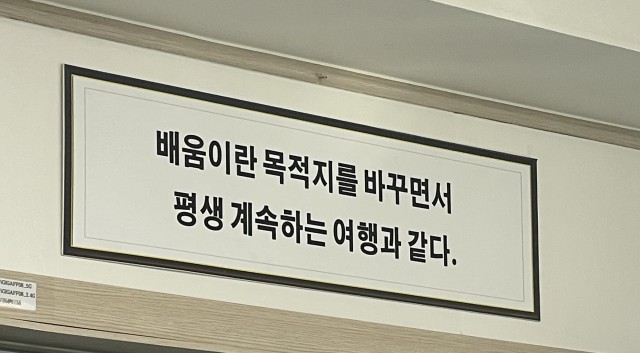 배움이란 목적지를 바꾸면서
평생 계속하는 여행과 같다.